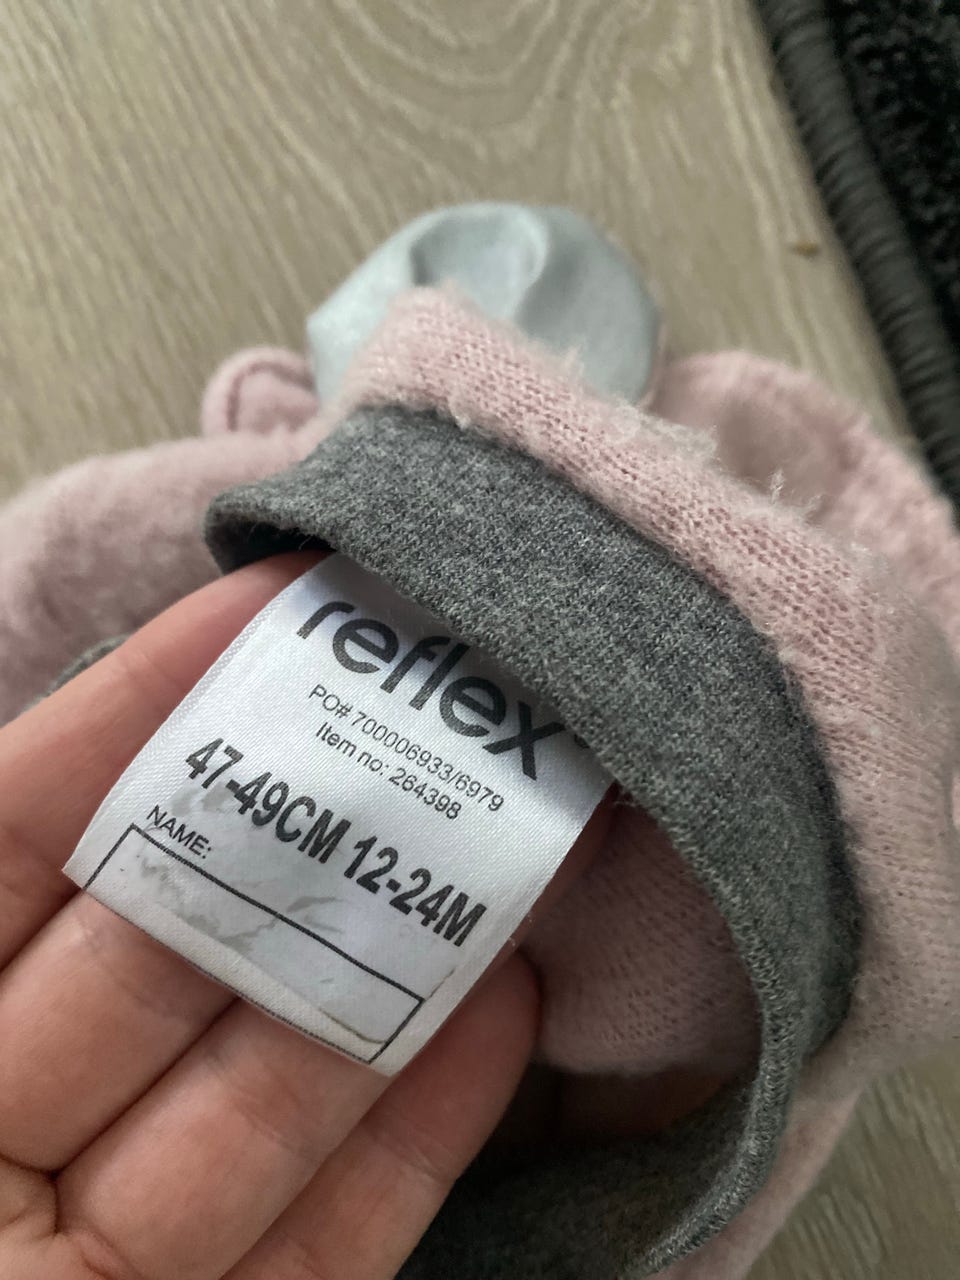 reflex
PO# 700006933/6979
Item no: 264398
47-49CM 12-24M
NAME: